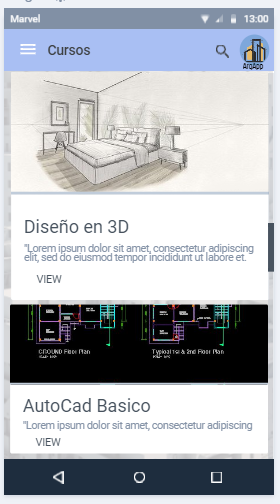 Marvel 13:00
Cursos
ArqApp
Diseño en 3D
"Lorem ipsum dolor sit amet, consectetur adipiscing
elit, sed do eiusmod tempor incididunt ut labore et.
VIEW
GROUND Floor Plan
Typical 1st & 2nd Floor Plan
AutoCad Basico
"Lorem ipsum dolor sit amet, consectetur adipiscing
VIEW